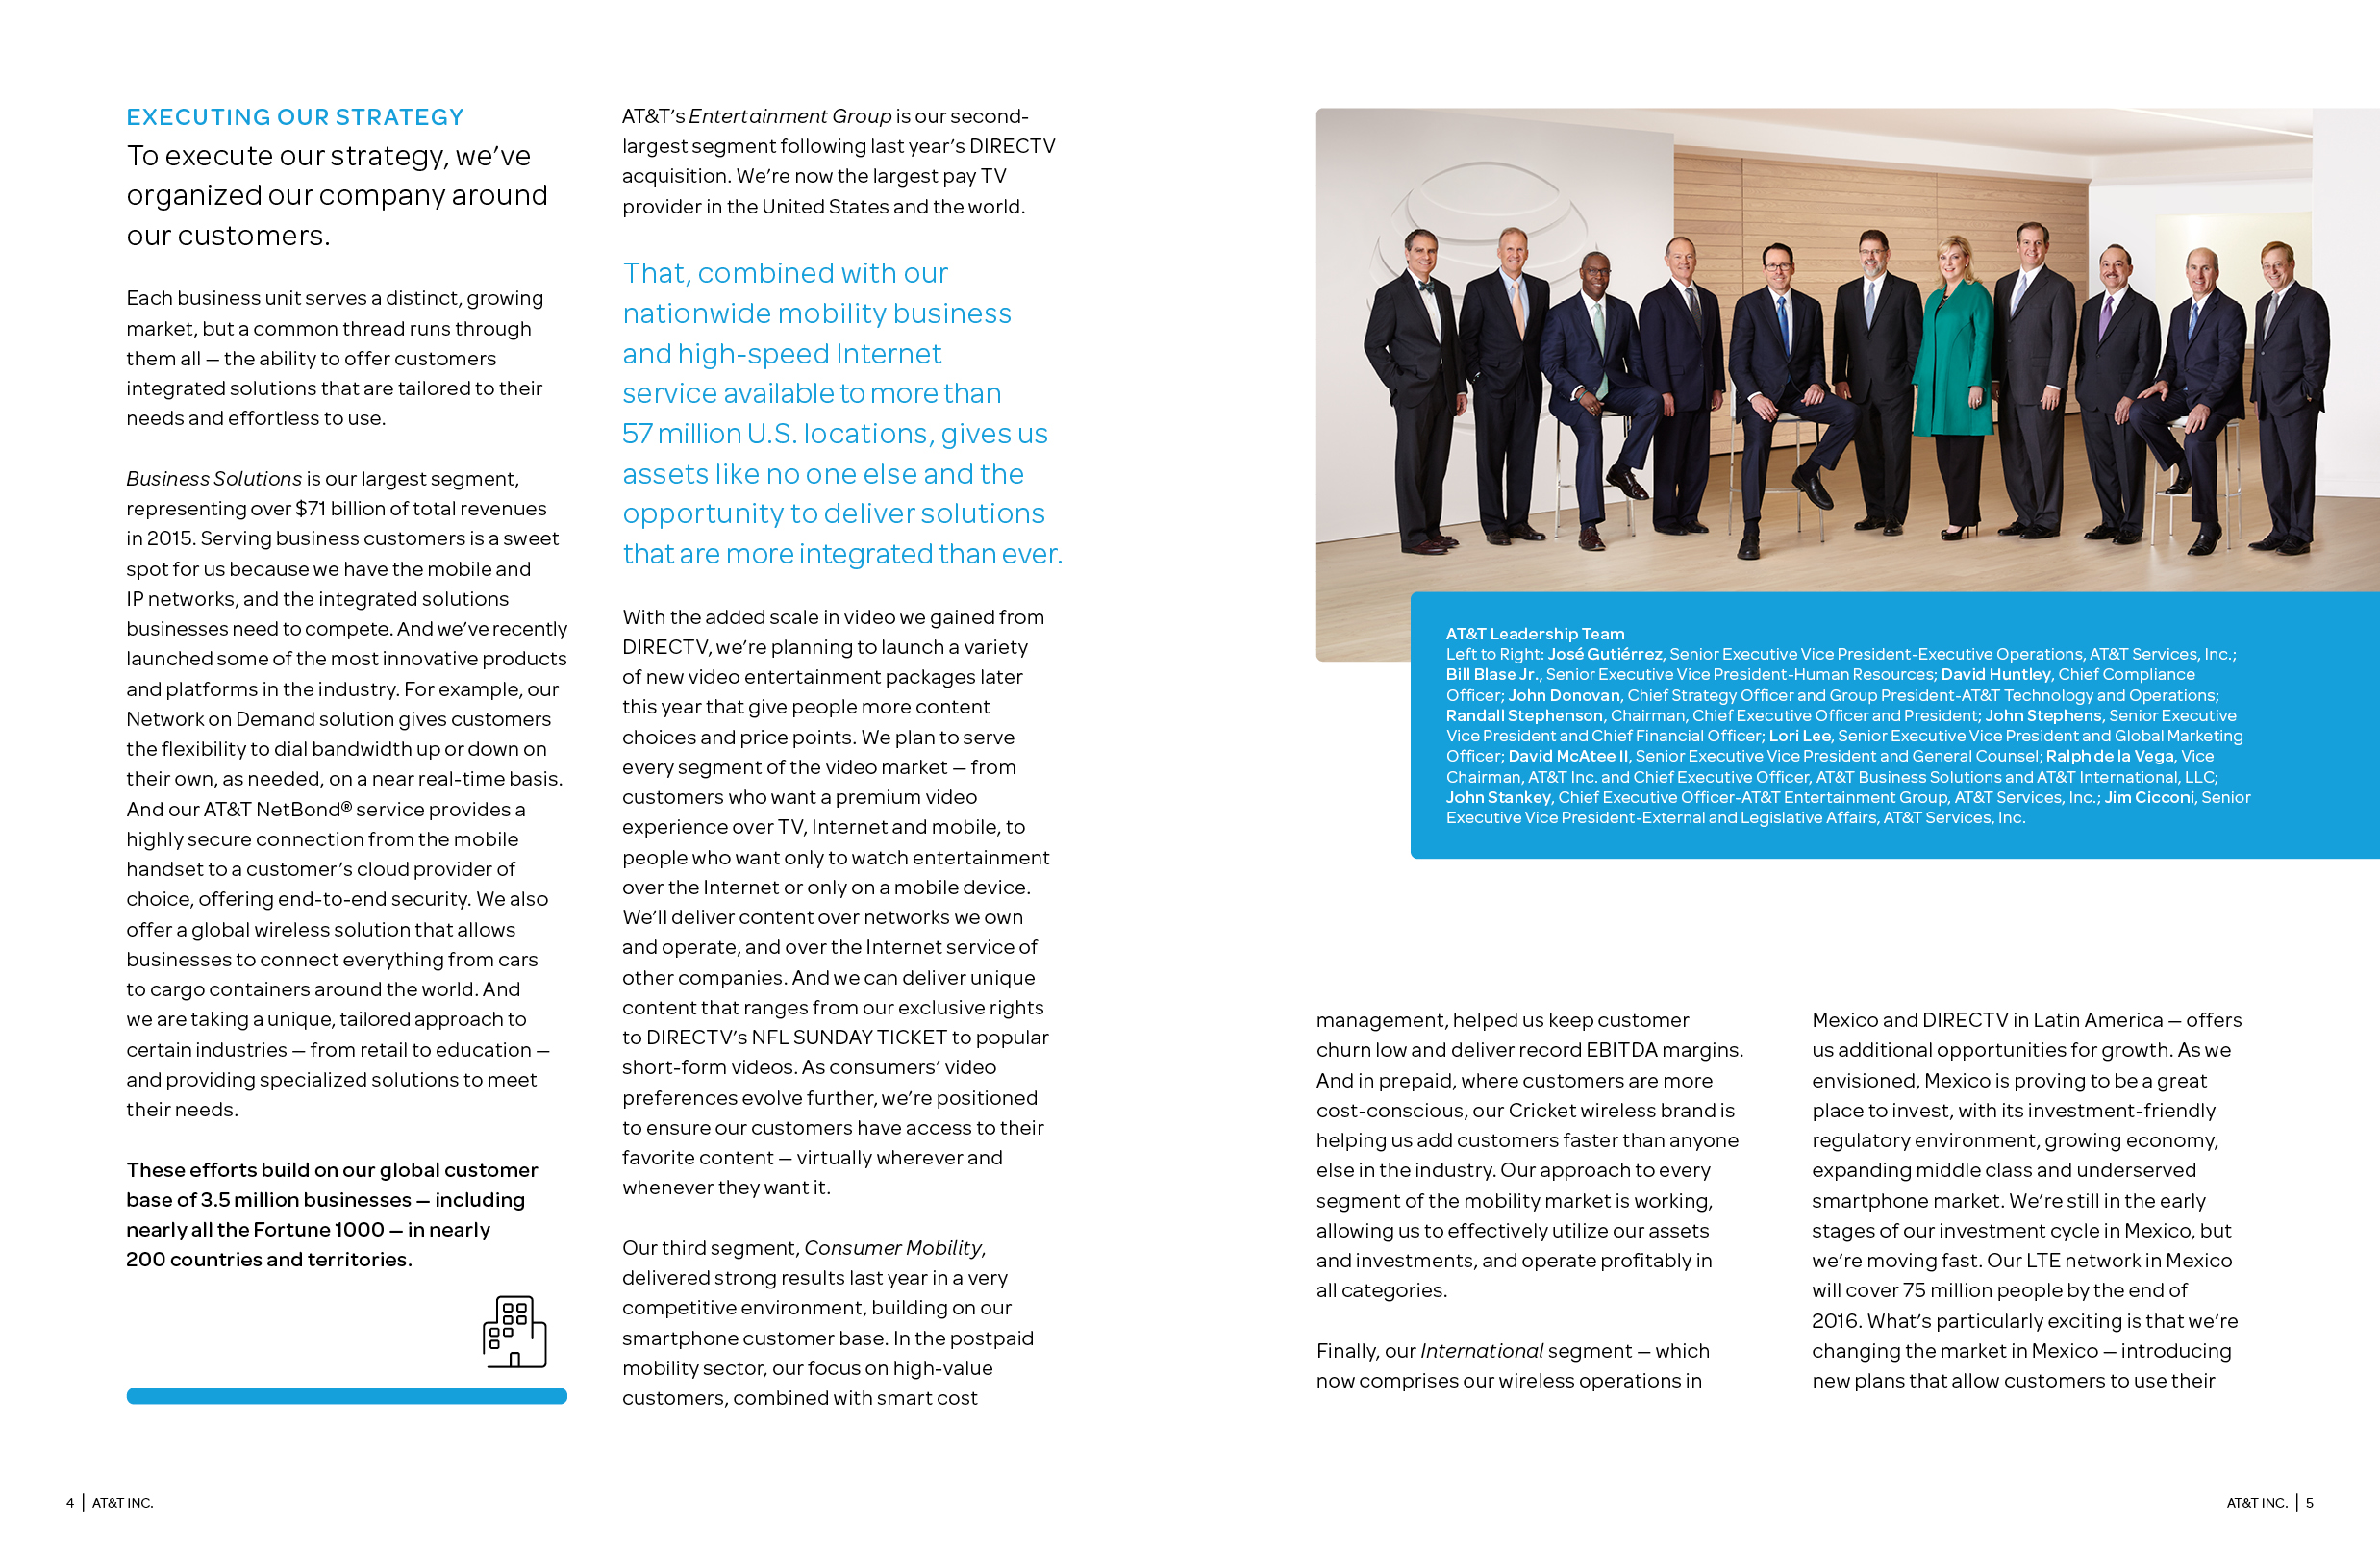 EXECUTING OUR STRATEGY
To execute our strategy, we’ve
organized our company around
our customers.
Each business unit serves a distinct, growing
market, but a common thread runs through
them all — the ability to offer customers
integrated solutions that are tailored to their
needs and effortless to use.
Business Solutions is our largest segment,
representing over $71 billion of total revenues
in 2015. Serving business customers is a sweet
spot for us because we have the mobile and
IP networks, and the integrated solutions
businesses need to compete. And we’ve recently
launched some of the most innovative products
and platforms in the industry. For example, our
Network on Demand solution gives customers
the flexibility to dial bandwidth up or down on
their own, as needed, on a near real-time basis.
And our AT&T NetBond® service provides a
highly secure connection from the mobile
handset to a customer’s cloud provider of
choice, offering end-to-end security. We also
offer a global wireless solution that allows
businesses to connect everything from cars
to cargo containers around the world. And
we are taking a unique, tailored approach to
certain industries — from retail to education —
and providing specialized solutions to meet
their needs.
These efforts build on our global customer
base of 3.5 million businesses — including
nearly all the Fortune 1000 — in nearly
200 countries and territories.
AT&T’s Entertainment Group is our second-
largest segment following last year’s DIRECTV
acquisition. We’re now the largest pay TV
provider in the United States and the world.
That, combined with our
nationwide mobility business
and high-speed Internet
service available to more than
57 million U.S. locations, gives us
assets like no one else and the
opportunity to deliver solutions
that are more integrated than ever.
With the added scale in video we gained from
DIRECTV, we’re planning to launch a variety
of new video entertainment packages later
this year that give people more content
choices and price points. We plan to serve
every segment of the video market — from
customers who want a premium video
experience over TV, Internet and mobile, to
people who want only to watch entertainment
over the Internet or only on a mobile device.
We’ll deliver content over networks we own
and operate, and over the Internet service of
other companies. And we can deliver unique
content that ranges from our exclusive rights
to DIRECTV’s NFL SUNDAY TICKET to popular
short-form videos. As consumers’ video
preferences evolve further, we’re positioned
to ensure our customers have access to their
favorite content — virtually wherever and
whenever they want it.
Our third segment, Consumer Mobility,
delivered strong results last year in a very
competitive environment, building on our
smartphone customer base. In the postpaid
mobility sector, our focus on high-value
customers, combined with smart cost
4 | AT&T INC.
AT&T Leadership Team
Left to Right: José Gutiérrez, Senior Executive Vice President-Executive Operations, AT&T Services, Inc.;
Bill Blase Jr., Senior Executive Vice President-Human Resources; David Huntley, Chief Compliance
Officer; John Donovan, Chief Strategy Officer and Group President-AT&T Technology and Operations;
Randall Stephenson, Chairman, Chief Executive Officer and President; John Stephens, Senior Executive
Vice President and Chief Financial Officer; Lori Lee, Senior Executive Vice President and Global Marketing
Officer; David McAtee II, Senior Executive Vice President and General Counsel; Ralph de la Vega, Vice
Chairman, AT&T Inc. and Chief Executive Officer, AT&T Business Solutions and AT&T International, LLC;
John Stankey, Chief Executive Officer-AT&T Entertainment Group, AT&T Services, Inc.; Jim Cicconi, Senior
Executive Vice President-External and Legislative Affairs, AT&T Services, Inc.
management, helped us keep customer
churn low and deliver record EBITDA margins.
And in prepaid, where customers are more
cost-conscious, our Cricket wireless brand is
helping us add customers faster than anyone
else in the industry. Our approach to every
segment of the mobility market is working,
allowing us to effectively utilize our assets
and investments, and operate profitably in
all categories.
Finally, our International segment — which
now comprises our wireless operations in
Mexico and DIRECTV in Latin America — offers
us additional opportunities for growth. As we
envisioned, Mexico is proving to be a great
place to invest, with its investment-friendly
regulatory environment, growing economy,
expanding middle class and underserved
smartphone market. We’re still in the early
stages of our investment cycle in Mexico, but
we’re moving fast. Our LTE network in Mexico
will cover 75 million people by the end of
2016. What’s particularly exciting is that we’re
changing the market in Mexico — introducing
new plans that allow customers to use their
AT&T INC. | 5